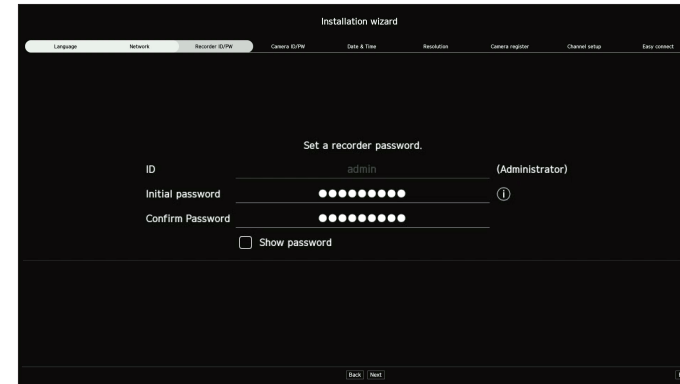 Installation wizard
Language Network Recorder ID/PW Camera ID/PW Date & Time Resolution Camera register Channel setup Easy connect
Set a recorder password.
ID admin (Administrator)
Initial password ●●●●●●●●● i
Confirm Password ●●●●●●●●●
Show password
Back Next